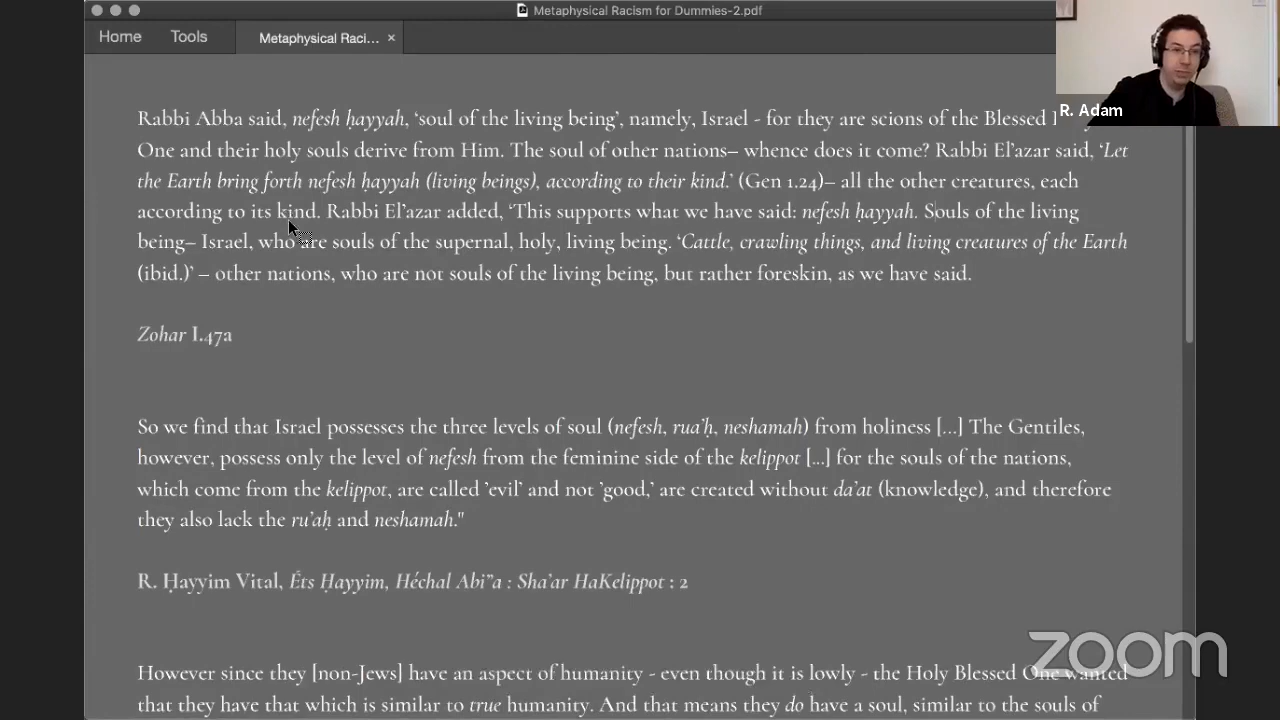 Metaphysical Racism for Dummies-2.pdf
Home Tools Metaphysical Raci... ×
R. Adam
Rabbi Abba said, nefesh ḥayyah, ‘soul of the living being’, namely, Israel - for they are scions of the Blessed
One and their holy souls derive from Him. The soul of other nations– whence does it come? Rabbi El’azar said, ‘Let
the Earth bring forth nefesh ḥayyah (living beings), according to their kind.’ (Gen 1.24)– all the other creatures, each
according to its kind. Rabbi El’azar added, ‘This supports what we have said: nefesh ḥayyah. Souls of the living
being– Israel, who are souls of the supernal, holy, living being. ‘Cattle, crawling things, and living creatures of the Earth
(ibid.)’ – other nations, who are not souls of the living being, but rather foreskin, as we have said.
Zohar I.47a
So we find that Israel possesses the three levels of soul (nefesh, rua’ḥ, neshamah) from holiness [...] The Gentiles,
however, possess only the level of nefesh from the feminine side of the kelippot [...] for the souls of the nations,
which come from the kelippot, are called ’evil’ and not ’good,’ are created without da’at (knowledge), and therefore
they also lack the ru’aḥ and neshamah."
R. Ḥayyim Vital, Éts Ḥayyim, Héchal Abi”a : Sha’ar HaKelippot : 2
However since they [non-Jews] have an aspect of humanity - even though it is lowly - the Holy Blessed One wanted
that they have that which is similar to true humanity. And that means they do have a soul, similar to the souls of
zoom